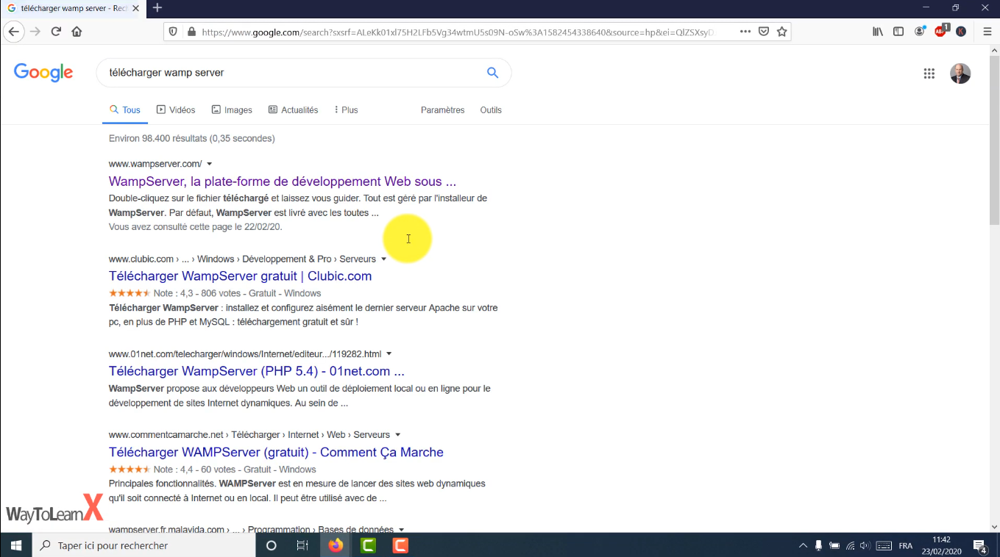 télécharger wamp server - Rec
https://www.google.com/search?sxsrf=ALeKk01xl75H2LFb5Vg34wtmU5s09N-oSw%3A1582454338640&source=hp&ei=QlZSXsyD
ABP
1
K
Google
télécharger wamp server
Tous
Vidéos
Images
Actualités
Plus
Paramètres
Outils
Environ 98.400 résultats (0,35 secondes)
www.wampserver.com/
WampServer, la plate-forme de développement Web sous ...
Double-cliquez sur le fichier téléchargé et laissez vous guider. Tout est géré par l'installeur de
WampServer. Par défaut, WampServer est livré avec les toutes ...
Vous avez consulté cette page le 22/02/20.
www.clubic.com › ... › Windows › Développement & Pro › Serveurs
Télécharger WampServer gratuit | Clubic.com
Note : 4,3 - 806 votes - Gratuit - Windows
Télécharger WampServer : installez et configurez aisément le dernier serveur Apache sur votre
pc, en plus de PHP et MySQL : téléchargement gratuit et sûr !
www.01net.com/telecharger/windows/Internet/editeur.../119282.html
Télécharger WampServer (PHP 5.4) - 01net.com ...
WampServer propose aux développeurs Web un outil de déploiement local ou en ligne pour le
développement de sites Internet dynamiques. Au sein de ...
www.commentcamarche.net › Télécharger › Internet › Web › Serveurs
Télécharger WAMPServer (gratuit) - Comment Ça Marche
Note : 4,4 - 60 votes - Gratuit - Windows
Principales fonctionnalités. WAMPServer est en mesure de lancer des sites web dynamiques
qu'il soit connecté à Internet ou en local. Il peut être utilisé avec de ...
WayToLearnX
wampserver.fr.malavida.com › ... › Programmation › Bases de données
Taper ici pour rechercher
C
C
FRA
11:42
23/02/2020
4